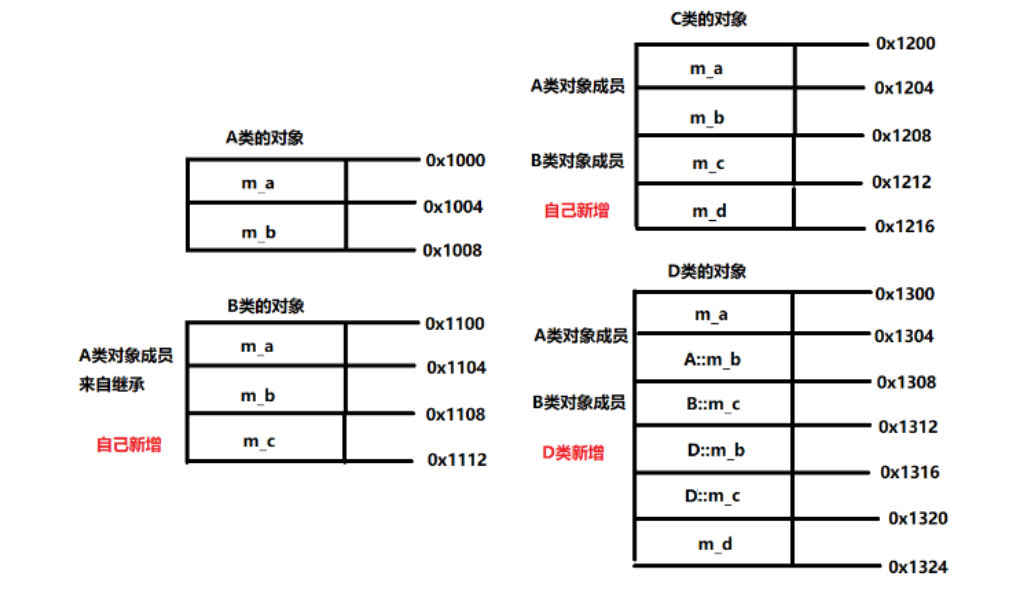 A类的对象
m_a
m_b
0x1000
0x1004
0x1008
B类的对象
A类对象成员
来自继承
自己新增
m_a
m_b
m_c
0x1100
0x1104
0x1108
0x1112
C类的对象
A类对象成员
B类对象成员
自己新增
m_a
m_b
m_c
m_d
0x1200
0x1204
0x1208
0x1212
0x1216
D类的对象
A类对象成员
B类对象成员
D类新增
m_a
A::m_b
B::m_c
D::m_b
D::m_c
m_d
0x1300
0x1304
0x1308
0x1312
0x1316
0x1320
0x1324